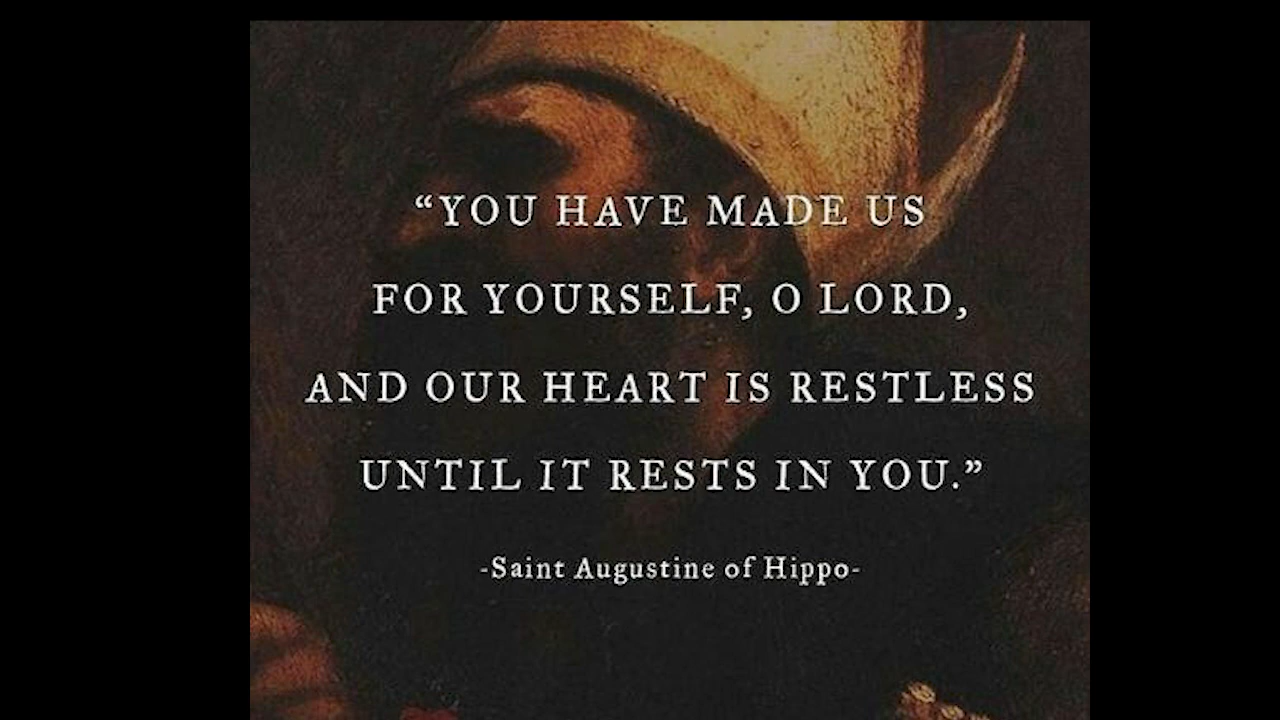 “YOU HAVE MADE US
FOR YOURSELF, O LORD,
AND OUR HEART IS RESTLESS
UNTIL IT RESTS IN YOU.”
-Saint Augustine of Hippo-